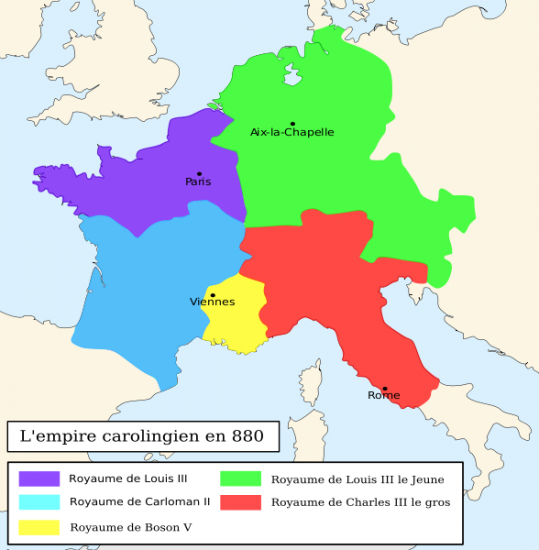 Aix-la-Chapelle
Paris
Viennes
Rome
L'empire carolingien en 880
Royaume de Louis III
Royaume de Louis III le Jeune
Royaume de Carloman II
Royaume de Charles III le gros
Royaume de Boson V